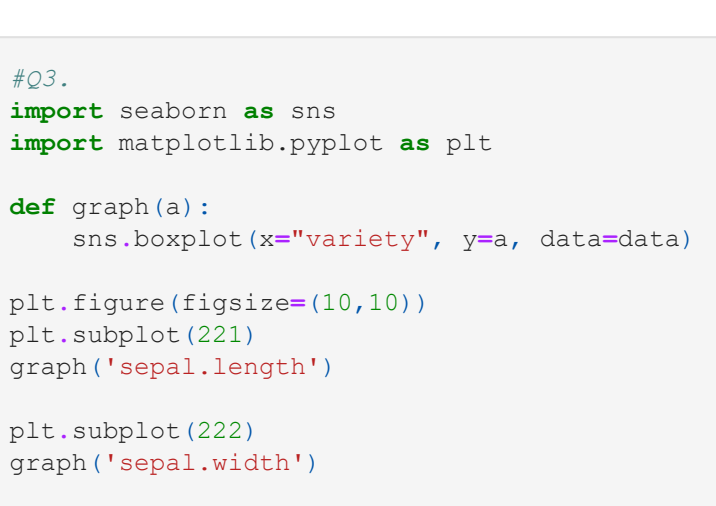 #Q3.
import seaborn as sns
import matplotlib.pyplot as plt
def graph(a):
    sns.boxplot(x="variety", y=a, data=data)
plt.figure(figsize=(10,10))
plt.subplot(221)
graph('sepal.length')
plt.subplot(222)
graph('sepal.width')